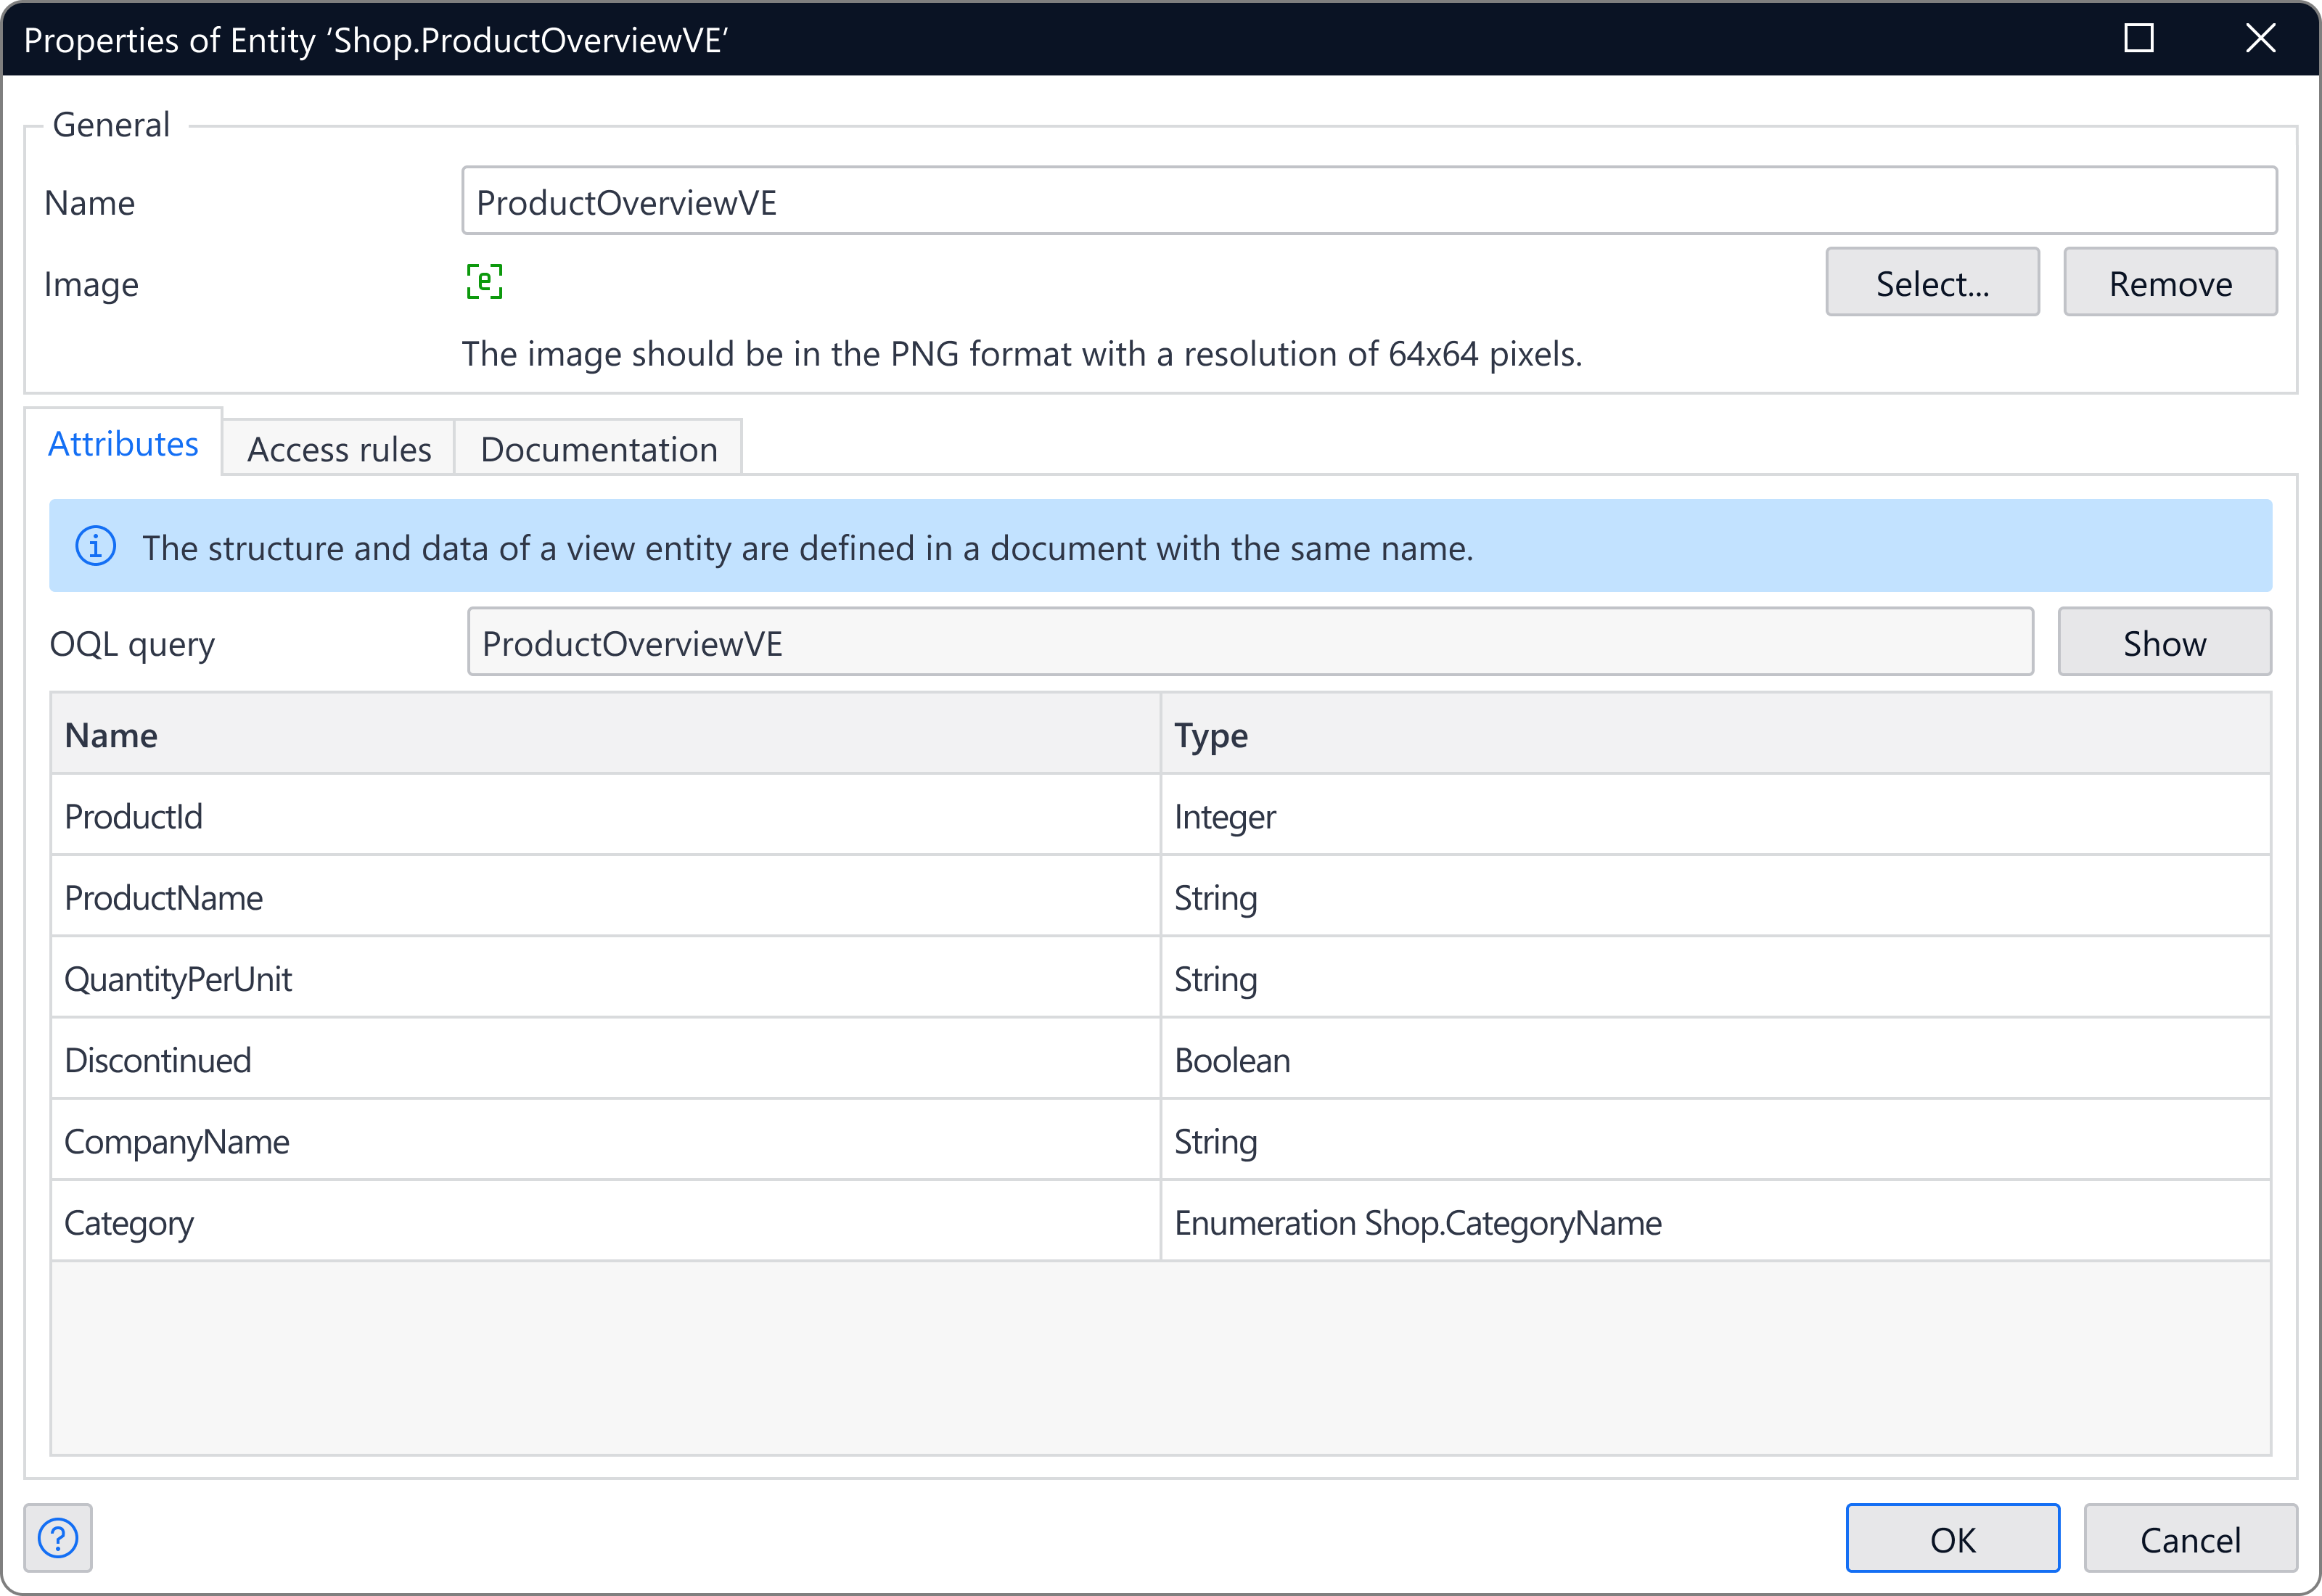 Properties of Entity ‘Shop.ProductOverviewVE’
General
Name ProductOverviewVE
Image Select... Remove
The image should be in the PNG format with a resolution of 64x64 pixels.
Attributes Access rules Documentation
The structure and data of a view entity are defined in a document with the same name.
OQL query ProductOverviewVE Show
Name Type
ProductId Integer
ProductName String
QuantityPerUnit String
Discontinued Boolean
CompanyName String
Category Enumeration Shop.CategoryName
OK Cancel